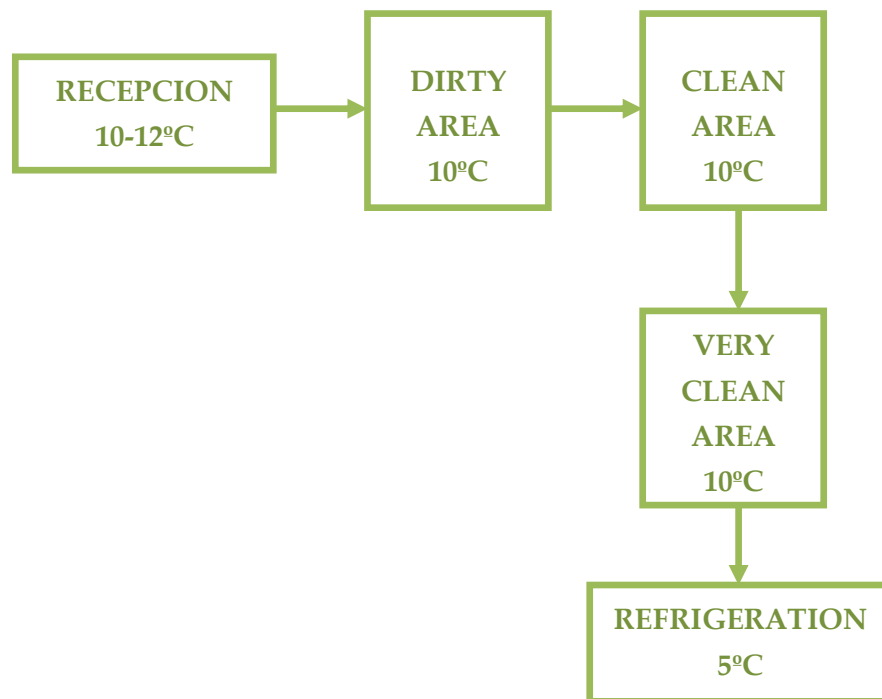 RECEPCION
10-12ºC
DIRTY
AREA
10ºC
CLEAN
AREA
10ºC
VERY
CLEAN
AREA
10ºC
REFRIGERATION
5ºC